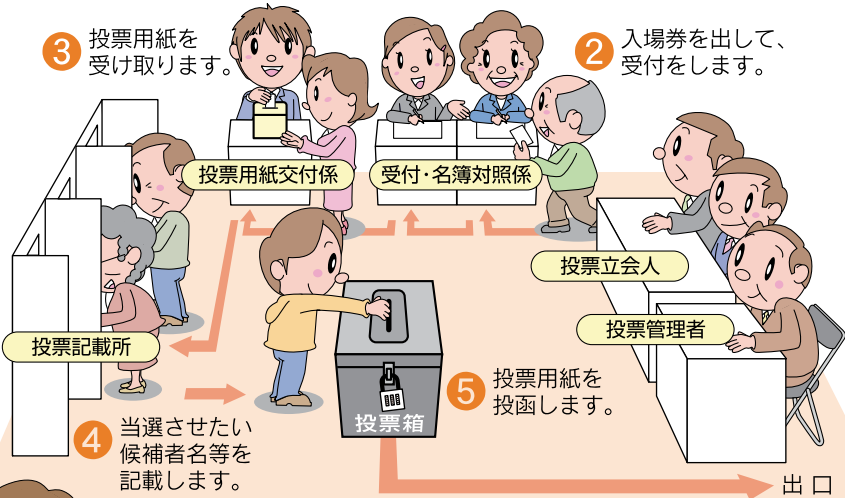 3 投票用紙を
受け取ります。
2 入場券を出して、
受付をします。
投票用紙交付係
受付・名簿対照係
投票立会人
投票管理者
投票記載所
5 投票用紙を
投函します。
投票箱
4 当選させたい
候補者名等を
記載します。
出口